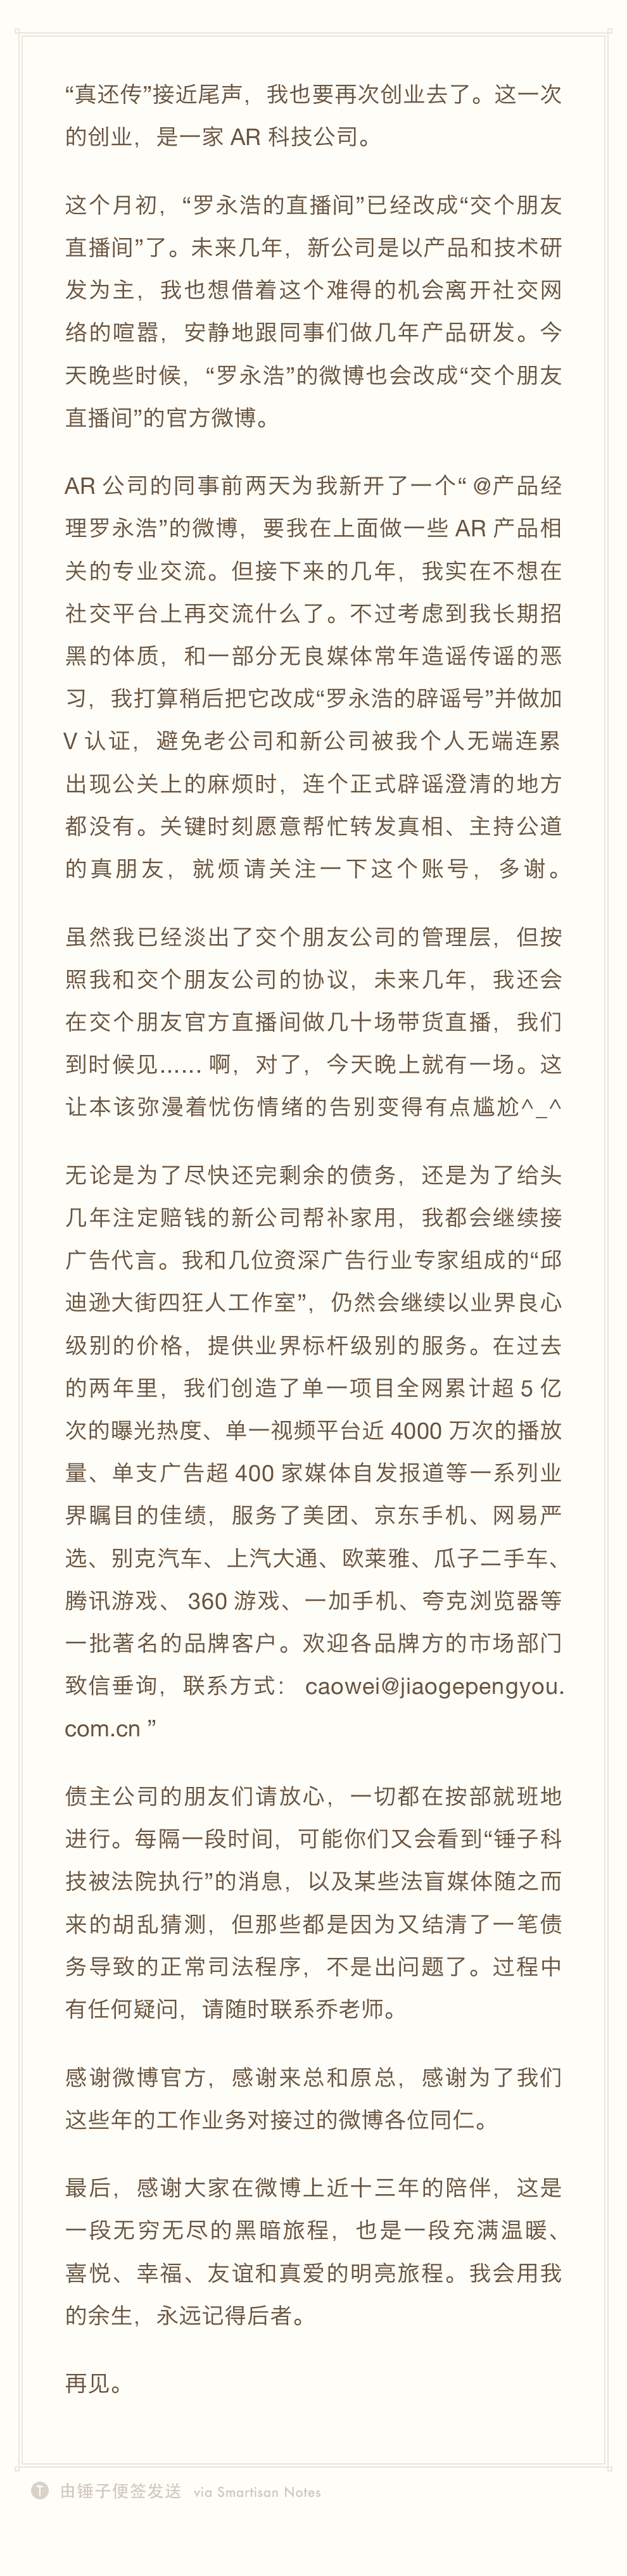 “真还传”接近尾声，我也要再次创业去了。这一次
的创业，是一家 AR 科技公司。
这个月初，“罗永浩的直播间”已经改成“交个朋友
直播间”了。未来几年，新公司是以产品和技术研
发为主，我也想借着这个难得的机会离开社交网
络的喧嚣，安静地跟同事们做几年产品研发。今
天晚些时候，“罗永浩”的微博也会改成“交个朋友
直播间”的官方微博。
AR 公司的同事前两天为我新开了一个“ @产品经
理罗永浩”的微博，要我在上面做一些 AR 产品相
关的专业交流。但接下来的几年，我实在不想在
社交平台上再交流什么了。不过考虑到我长期招
黑的体质，和一部分无良媒体常年造谣传谣的恶
习，我打算稍后把它改成“罗永浩的辟谣号”并做加
V 认证，避免老公司和新公司被我个人无端连累
出现公关上的麻烦时，连个正式辟谣澄清的地方
都没有。关键时刻愿意帮忙转发真相、主持公道
的真朋友，就烦请关注一下这个账号，多谢。
虽然我已经淡出了交个朋友公司的管理层，但按
照我和交个朋友公司的协议，未来几年，我还会
在交个朋友官方直播间做几十场带货直播，我们
到时候见…… 啊，对了，今天晚上就有一场。这
让本该弥漫着忧伤情绪的告别变得有点尴尬^_^
无论是为了尽快还完剩余的债务，还是为了给头
几年注定赔钱的新公司帮补家用，我都会继续接
广告代言。我和几位资深广告行业专家组成的“邱
迪逊大街四狂人工作室”，仍然会继续以业界良心
级别的价格，提供业界标杆级别的服务。在过去
的两年里，我们创造了单一项目全网累计超 5 亿
次的曝光热度、单一视频平台近 4000 万次的播放
量、单支广告超 400 家媒体自发报道等一系列业
界瞩目的佳绩，服务了美团、京东手机、网易严
选、别克汽车、上汽大通、欧莱雅、瓜子二手车、
腾讯游戏、 360 游戏、一加手机、夸克浏览器等
一批著名的品牌客户。欢迎各品牌方的市场部门
致信垂询，联系方式： caowei@jiaogepengyou.
com.cn ”
债主公司的朋友们请放心，一切都在按部就班地
进行。每隔一段时间，可能你们又会看到“锤子科
技被法院执行”的消息，以及某些法盲媒体随之而
来的胡乱猜测，但那些都是因为又结清了一笔债
务导致的正常司法程序，不是出问题了。过程中
有任何疑问，请随时联系乔老师。
感谢微博官方，感谢来总和原总，感谢为了我们
这些年的工作业务对接过的微博各位同仁。
最后，感谢大家在微博上近十三年的陪伴，这是
一段无穷无尽的黑暗旅程，也是一段充满温暖、
喜悦、幸福、友谊和真爱的明亮旅程。我会用我
的余生，永远记得后者。
再见。
T 由锤子便签发送 via Smartisan Notes